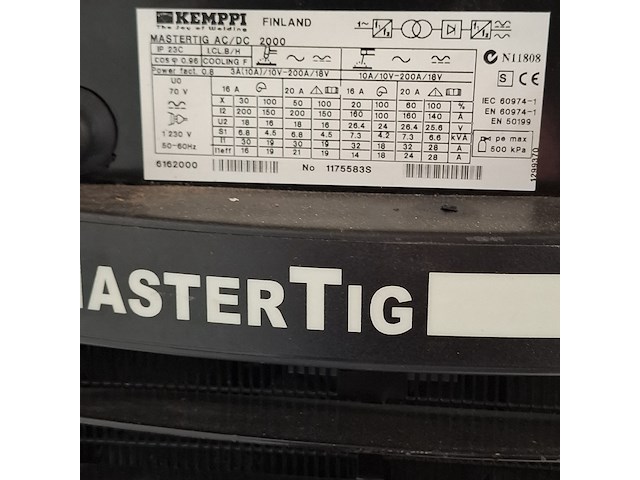 KEMPPI FINLAND
The Joy of Welding
MASTERTIG AC/DC 2000
IP 23C I.CL.B/H
cos φ 0.96 COOLING F
Power fact. 0.8 3A(10A)/10V-200A/18V 10A/10V-200A/18V
U0 70 V 16 A 20 A 16 A 20 A
X 30 100 50 100 20 100 60 100 %
I2 200 150 200 150 160 100 160 140 A
U2 18 16 18 16 26.4 24 26.4 25.6 V
1 230 V S1 6.8 4.5 6.8 4.5 7.3 4.2 7.3 6.6 kVA
50-60Hz I1 30 19 30 19 32 18 32 28 A
I1eff 16 19 21 19 14 18 24 28 A
6162000 No 1175583S
N11808
S CE
IEC 60974-1
EN 60974-1
EN 50199
pe max
500 kPa
MASTERTIG